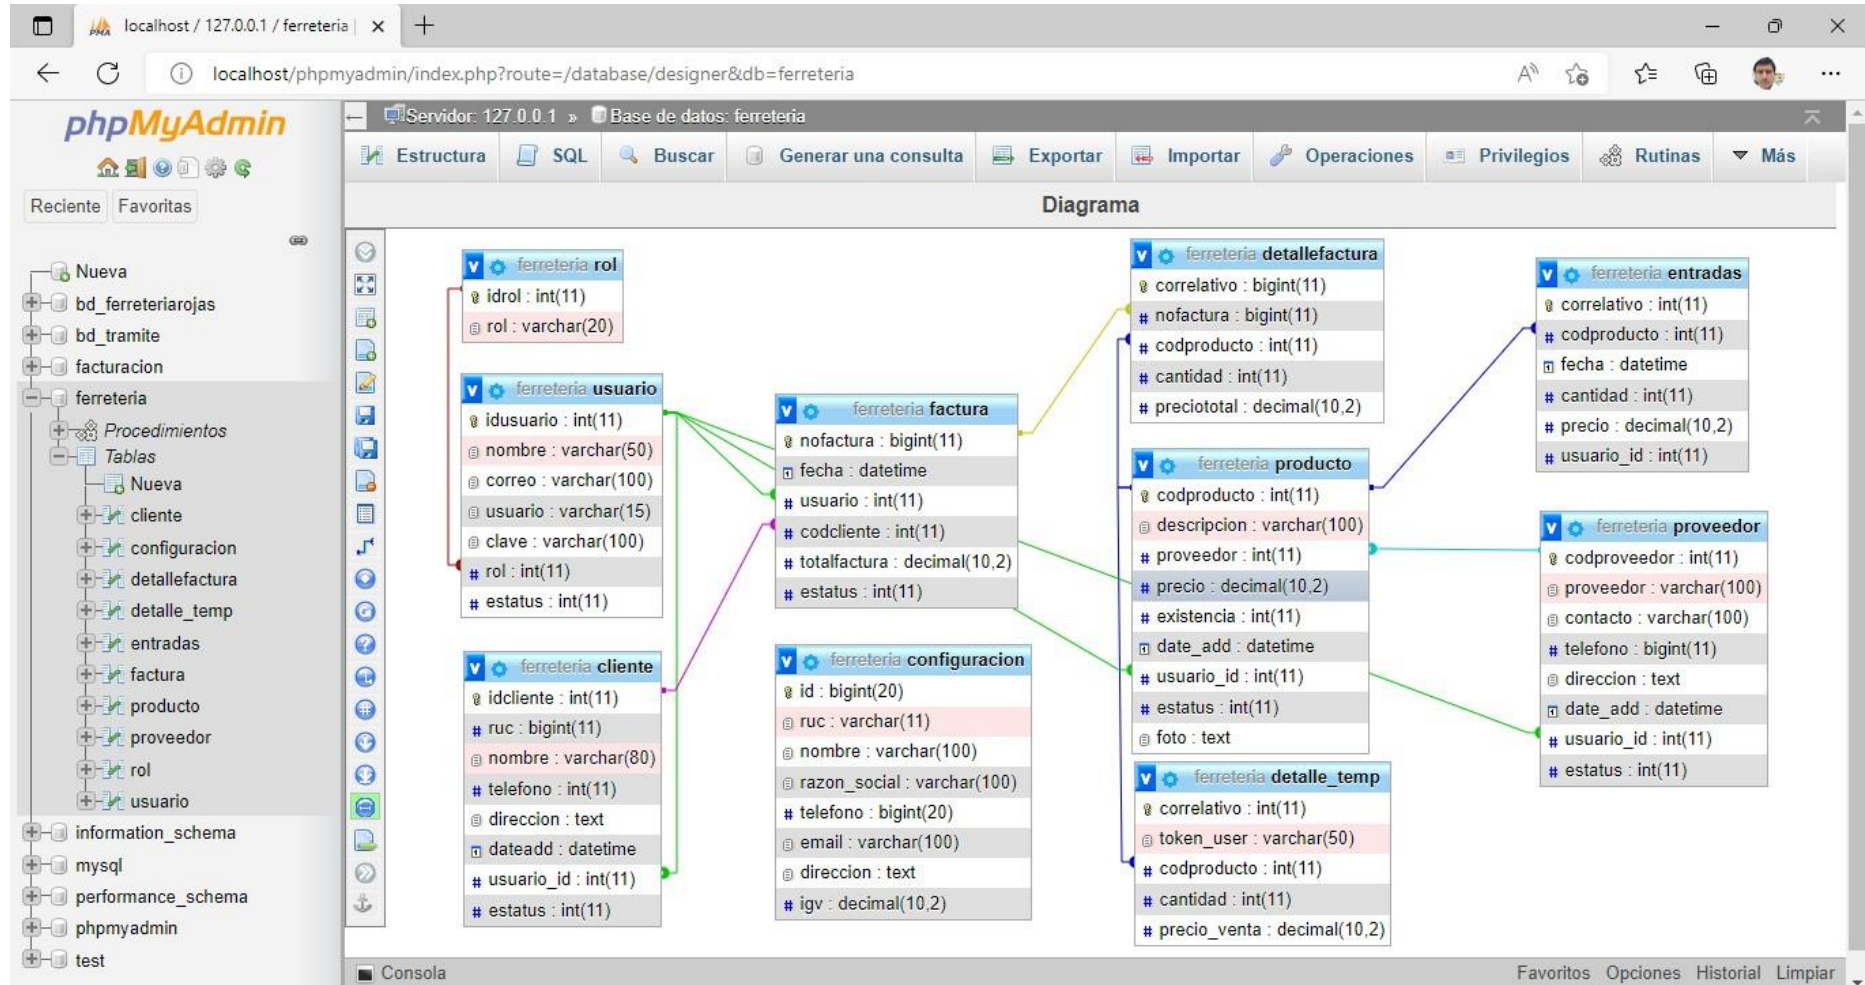 localhost / 127.0.0.1 / ferreteria |
localhost/phpmyadmin/index.php?route=/database/designer&db=ferreteria
phpMyAdmin
Reciente Favoritas
Nueva
bd_ferreteriarojas
bd_tramite
facturacion
ferreteria
Procedimientos
Tablas
Nueva
cliente
configuracion
detallefactura
detalle_temp
entradas
factura
producto
proveedor
rol
usuario
information_schema
mysql
performance_schema
phpmyadmin
test
Servidor: 127.0.0.1 » Base de datos: ferreteria
Estructura SQL Buscar Generar una consulta Exportar Importar Operaciones Privilegios Rutinas Más
Diagrama
v ferreteria rol
idrol : int(11)
rol : varchar(20)
v ferreteria usuario
idusuario : int(11)
nombre : varchar(50)
correo : varchar(100)
usuario : varchar(15)
clave : varchar(100)
# rol : int(11)
# estatus : int(11)
v ferreteria cliente
idcliente : int(11)
# ruc : bigint(11)
nombre : varchar(80)
# telefono : int(11)
direccion : text
dateadd : datetime
# usuario_id : int(11)
# estatus : int(11)
v ferreteria factura
nofactura : bigint(11)
fecha : datetime
# usuario : int(11)
# codcliente : int(11)
# totalfactura : decimal(10,2)
# estatus : int(11)
v ferreteria configuracion
id : bigint(20)
ruc : varchar(11)
nombre : varchar(100)
razon_social : varchar(100)
# telefono : bigint(20)
email : varchar(100)
direccion : text
# igv : decimal(10,2)
v ferreteria detallefactura
correlativo : bigint(11)
# nofactura : bigint(11)
# codproducto : int(11)
# cantidad : int(11)
# preciototal : decimal(10,2)
v ferreteria producto
codproducto : int(11)
descripcion : varchar(100)
# proveedor : int(11)
# precio : decimal(10,2)
# existencia : int(11)
date_add : datetime
# usuario_id : int(11)
# estatus : int(11)
foto : text
v ferreteria detalle_temp
correlativo : int(11)
token_user : varchar(50)
# codproducto : int(11)
# cantidad : int(11)
# precio_venta : decimal(10,2)
v ferreteria entradas
correlativo : int(11)
# codproducto : int(11)
fecha : datetime
# cantidad : int(11)
# precio : decimal(10,2)
# usuario_id : int(11)
v ferreteria proveedor
codproveedor : int(11)
proveedor : varchar(100)
contacto : varchar(100)
# telefono : bigint(11)
direccion : text
date_add : datetime
# usuario_id : int(11)
# estatus : int(11)
Consola
Favoritos Opciones Historial Limpiar